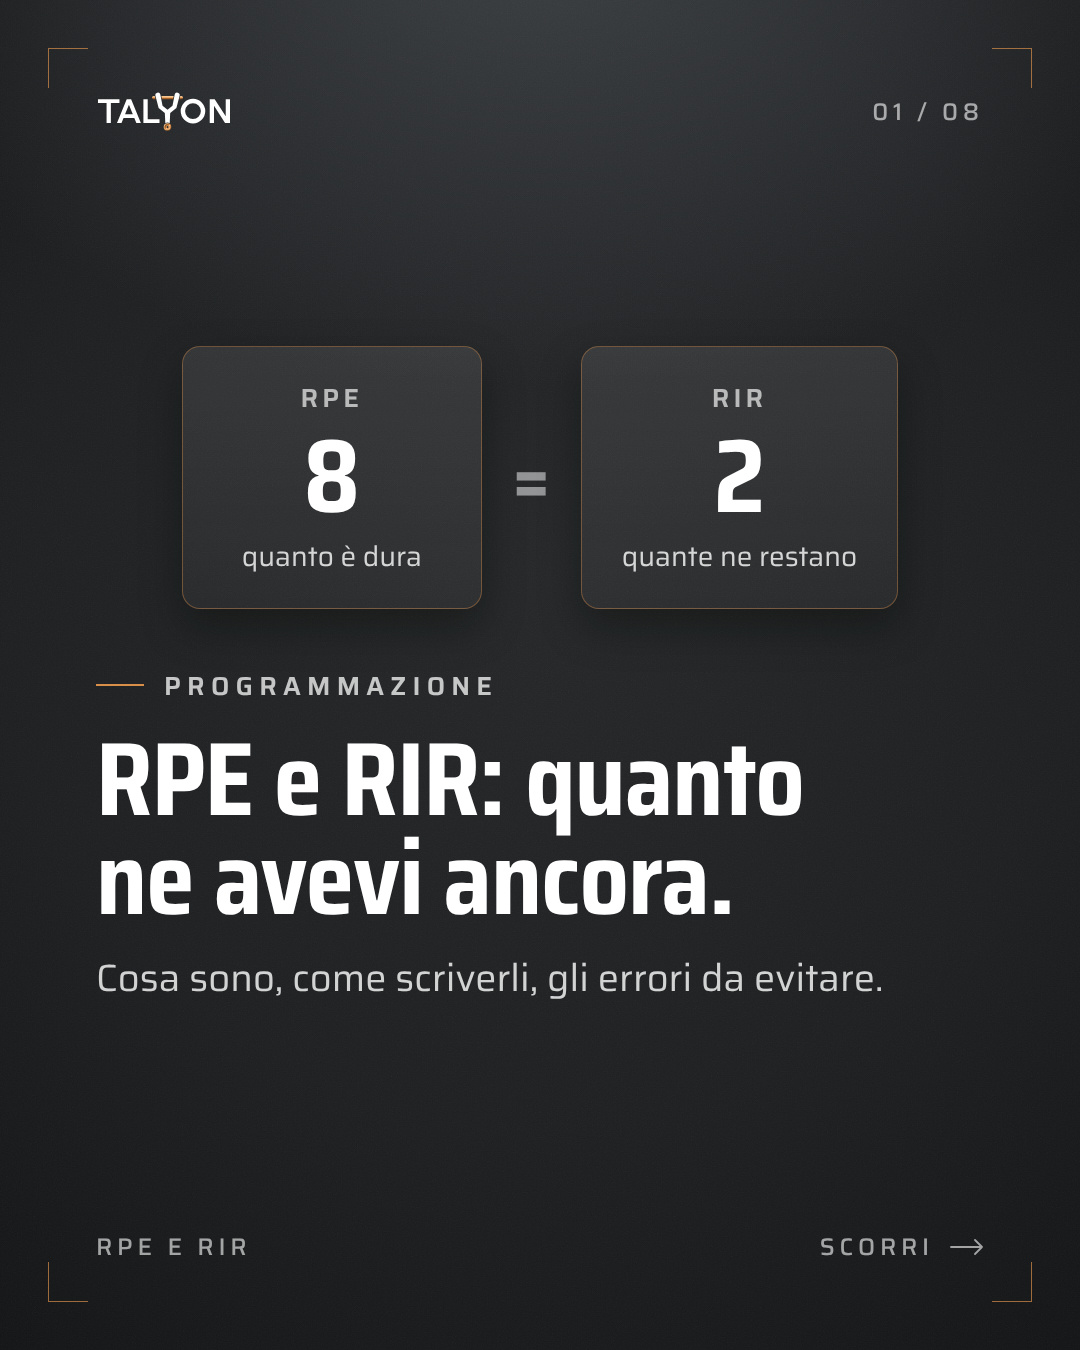 TALYON
01 / 08
RPE
8
quanto è dura
=
RIR
2
quante ne restano
PROGRAMMAZIONE
RPE e RIR: quanto
ne avevi ancora.
Cosa sono, come scriverli, gli errori da evitare.
RPE E RIR
SCORRI →